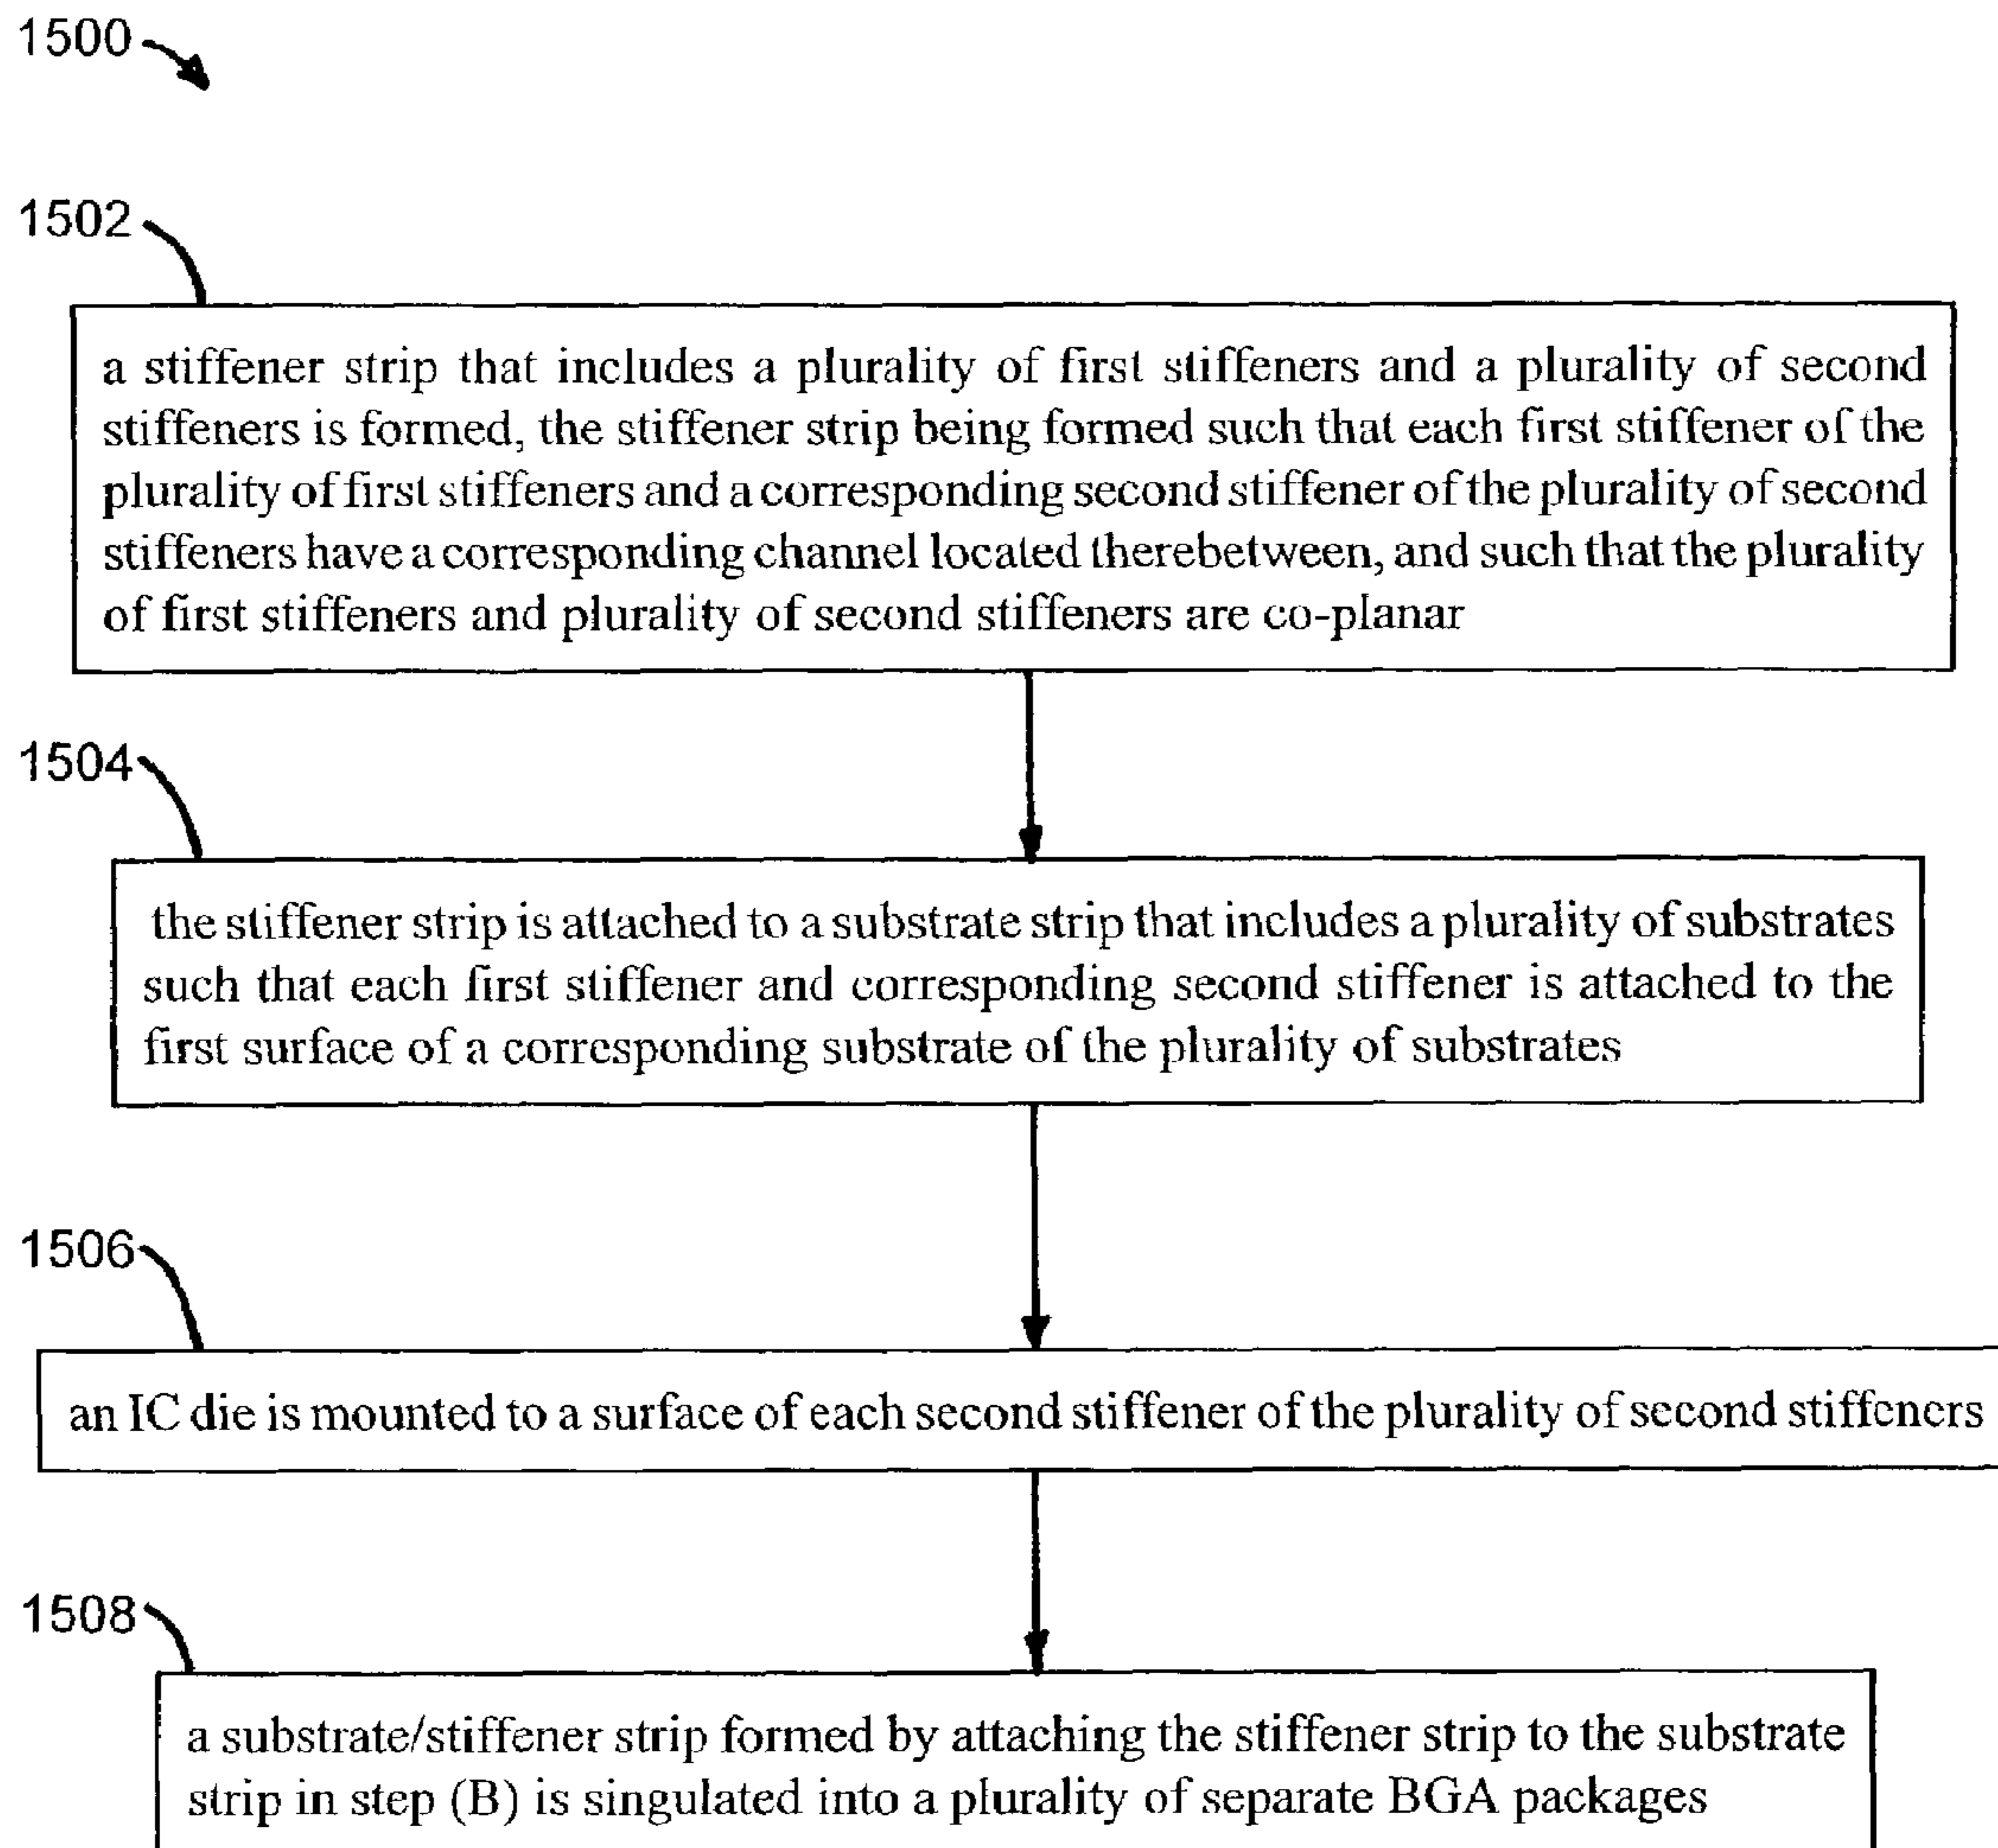 1500
1502
a stiffener strip that includes a plurality of first stiffeners and a plurality of second
stiffeners is formed, the stiffener strip being formed such that each first stiffener of the
plurality of first stiffeners and a corresponding second stiffener of the plurality of second
stiffeners have a corresponding channel located therebetween, and such that the plurality
of first stiffeners and plurality of second stiffeners are co-planar
1504
the stiffener strip is attached to a substrate strip that includes a plurality of substrates
such that each first stiffener and corresponding second stiffener is attached to the
first surface of a corresponding substrate of the plurality of substrates
1506
an IC die is mounted to a surface of each second stiffener of the plurality of second stiffeners
1508
a substrate/stiffener strip formed by attaching the stiffener strip to the substrate
strip in step (B) is singulated into a plurality of separate BGA packages